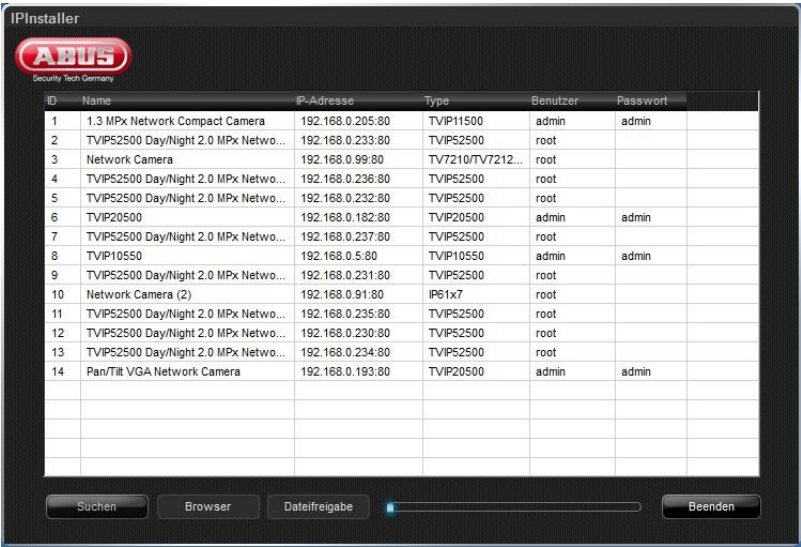 IPInstaller
ABUS
Security Tech Germany
ID Name IP-Adresse Type Benutzer Passwort
1 1.3 MPx Network Compact Camera 192.168.0.205:80 TVIP11500 admin admin
2 TVIP52500 Day/Night 2.0 MPx Netwo... 192.168.0.233:80 TVIP52500 root
3 Network Camera 192.168.0.99:80 TV7210/TV7212... root
4 TVIP52500 Day/Night 2.0 MPx Netwo... 192.168.0.236:80 TVIP52500 root
5 TVIP52500 Day/Night 2.0 MPx Netwo... 192.168.0.232:80 TVIP52500 root
6 TVIP20500 192.168.0.182:80 TVIP20500 admin admin
7 TVIP52500 Day/Night 2.0 MPx Netwo... 192.168.0.237:80 TVIP52500 root
8 TVIP10550 192.168.0.5:80 TVIP10550 admin admin
9 TVIP52500 Day/Night 2.0 MPx Netwo... 192.168.0.231:80 TVIP52500 root
10 Network Camera (2) 192.168.0.91:80 IP61x7 root
11 TVIP52500 Day/Night 2.0 MPx Netwo... 192.168.0.235:80 TVIP52500 root
12 TVIP52500 Day/Night 2.0 MPx Netwo... 192.168.0.230:80 TVIP52500 root
13 TVIP52500 Day/Night 2.0 MPx Netwo... 192.168.0.234:80 TVIP52500 root
14 Pan/Tilt VGA Network Camera 192.168.0.193:80 TVIP20500 admin admin
Suchen Browser Dateifreigabe Beenden